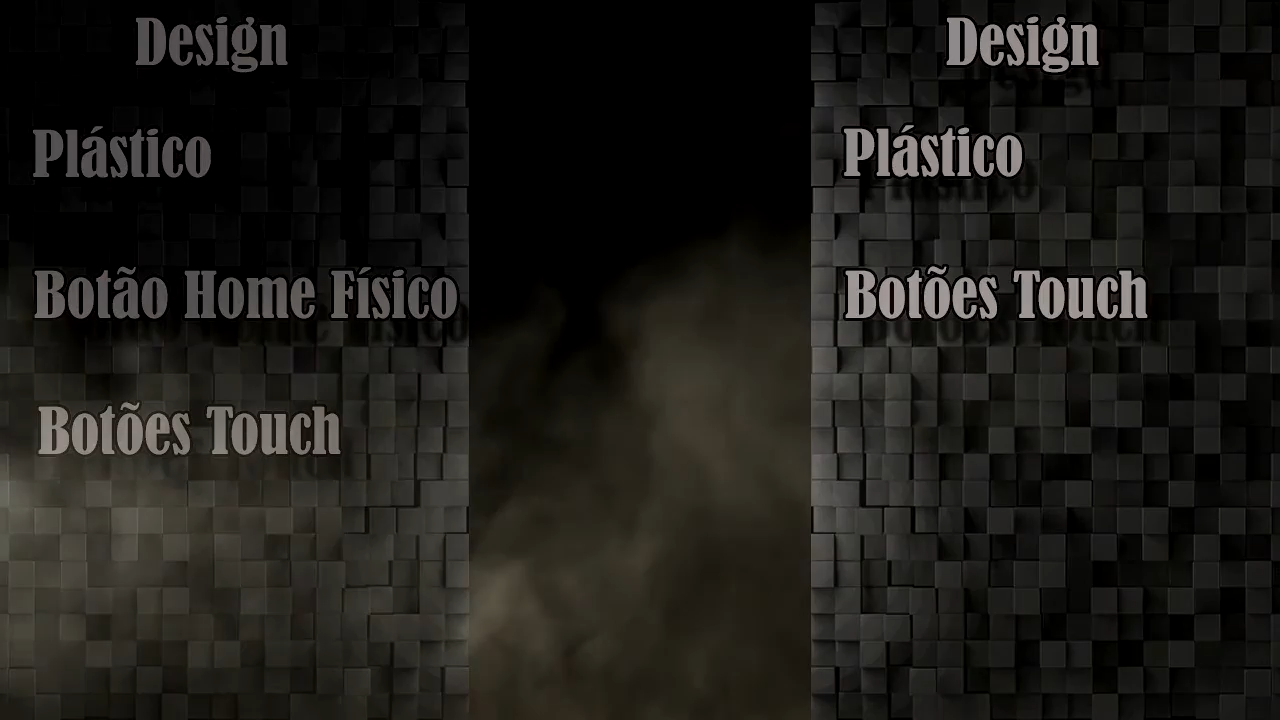 Design
Plástico
Botão Home Físico
Botões Touch
Design
Plástico
Botões Touch